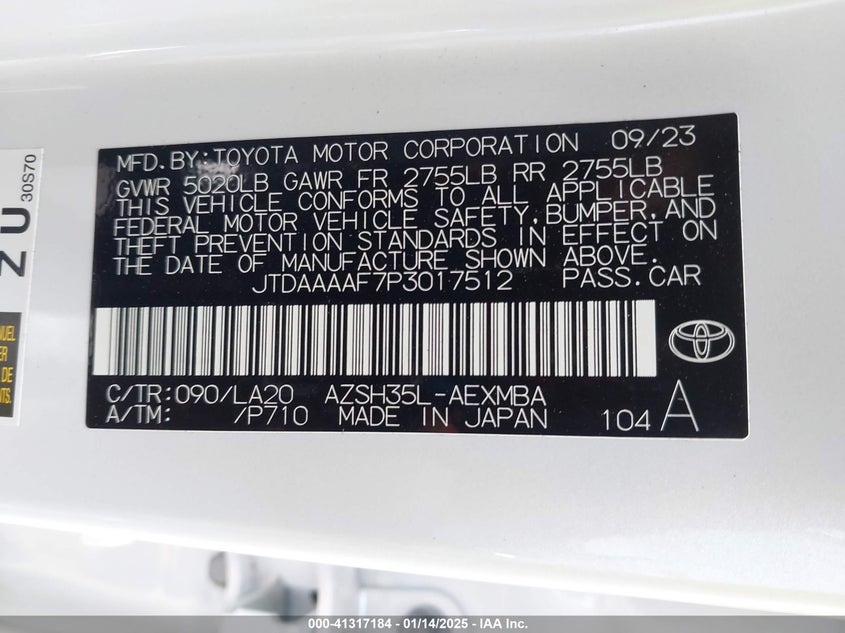 MFD. BY: TOYOTA MOTOR CORPORATION 09/23
GVWR 5020LB GAWR FR 2755LB RR 2755LB
THIS VEHICLE CONFORMS TO ALL APPLICABLE
FEDERAL MOTOR VEHICLE SAFETY, BUMPER, AND
THEFT PREVENTION STANDARDS IN EFFECT ON
THE DATE OF MANUFACTURE SHOWN ABOVE.
JTDAAAAF7P3017512 PASS. CAR
C/TR: 090/LA20 AZSH35L-AEXMBA
A/TM: /P710 MADE IN JAPAN 104 A
ZU
30S70
DE
000-41317184 - 01/14/2025 - IAA Inc.